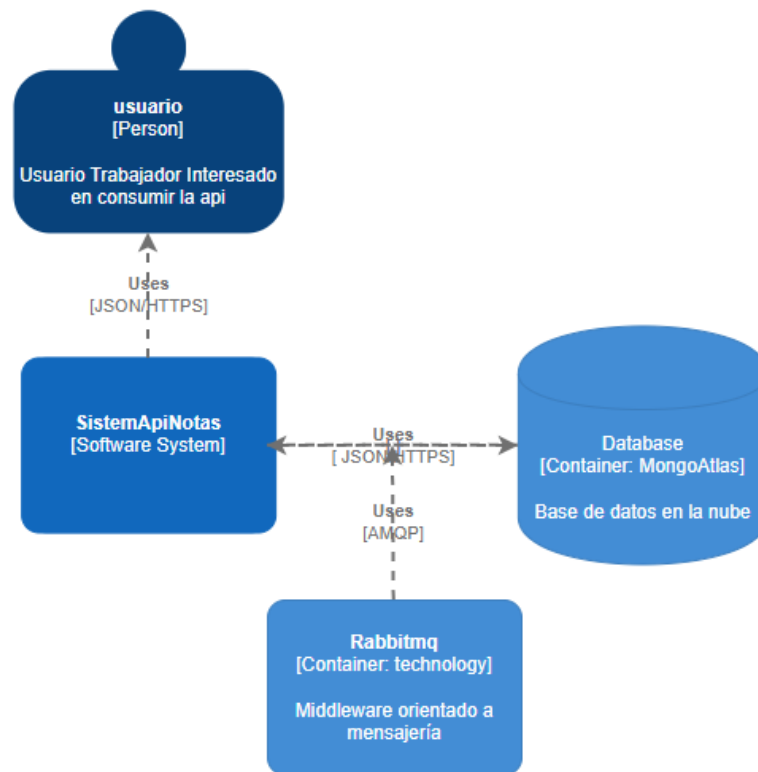 usuario
[Person]
Usuario Trabajador Interesado
en consumir la api
Uses
[JSON/HTTPS]
SistemApiNotas
[Software System]
Uses
[ JSON/HTTPS]
Database
[Container: MongoAtlas]
Base de datos en la nube
Uses
[AMQP]
Rabbitmq
[Container: technology]
Middleware orientado a
mensajería